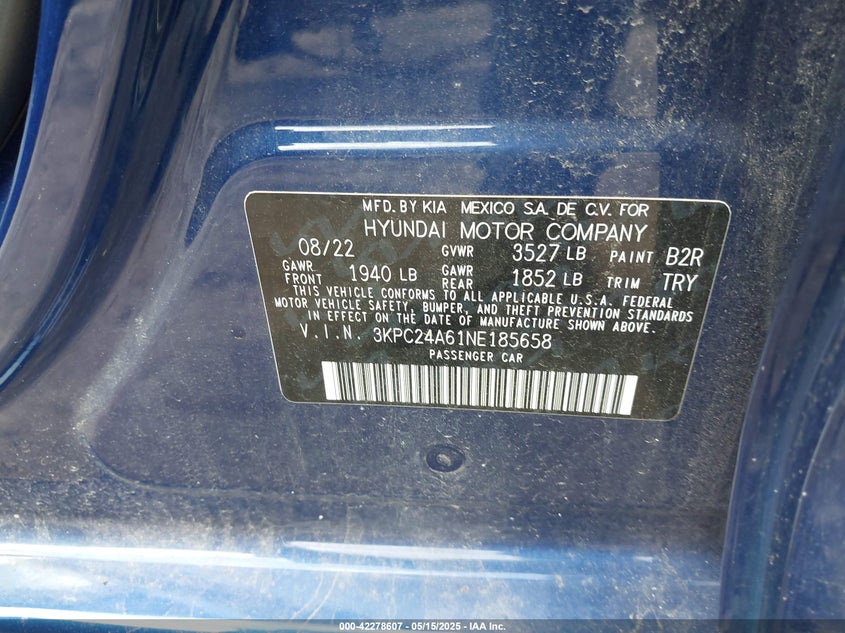 MFD. BY KIA MEXICO S.A. DE C.V. FOR
HYUNDAI MOTOR COMPANY
08/22 GVWR 3527 LB PAINT B2R
GAWR FRONT 1940 LB GAWR REAR 1852 LB TRIM TRY
THIS VEHICLE CONFORMS TO ALL APPLICABLE U.S.A. FEDERAL
MOTOR VEHICLE SAFETY, BUMPER, AND THEFT PREVENTION STANDARDS
IN EFFECT ON THE DATE OF MANUFACTURE SHOWN ABOVE.
V.I.N. 3KPC24A61NE185658
PASSENGER CAR
000-42278607 - 05/15/2025 - IAA Inc.